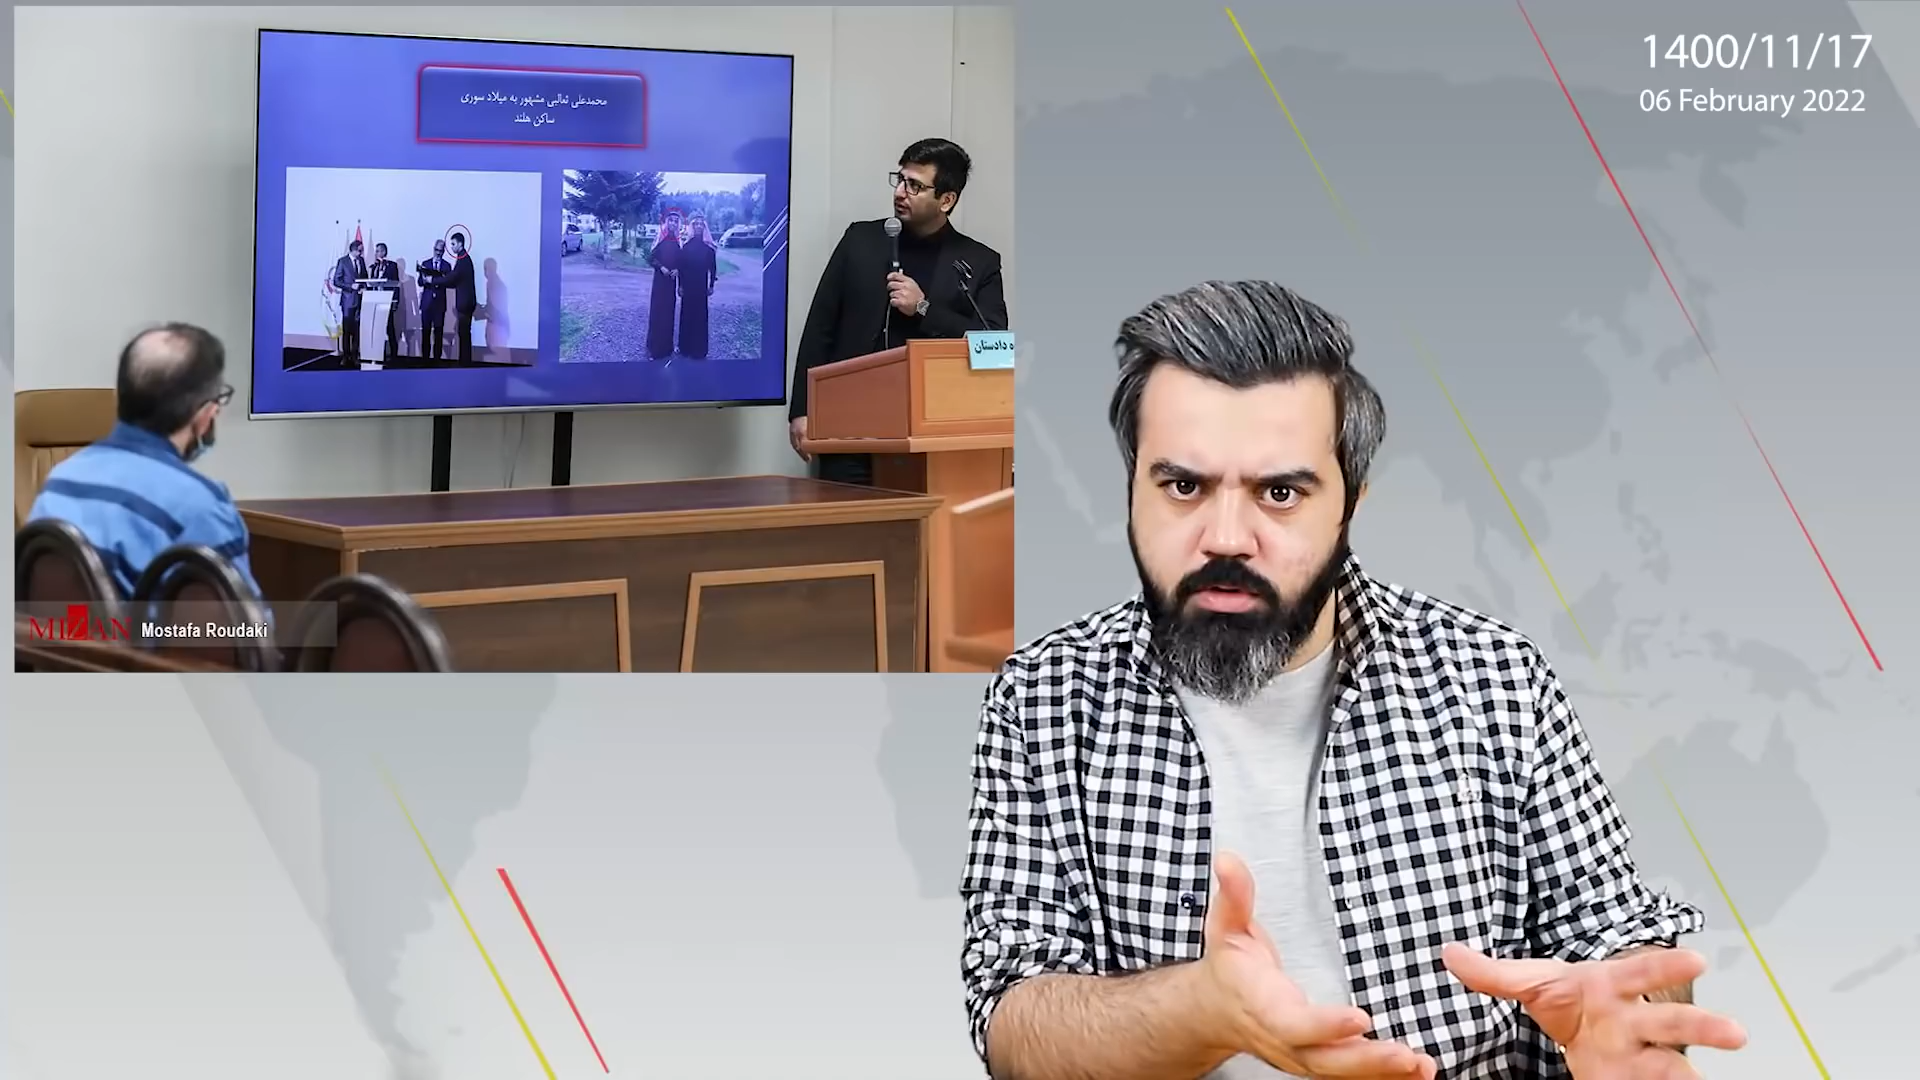 محمدعلی ثعالبی مشهور به میلاد سوری
ساکن هلند
دادستان
MIZAN
Mostafa Roudaki
1400/11/17
06 February 2022